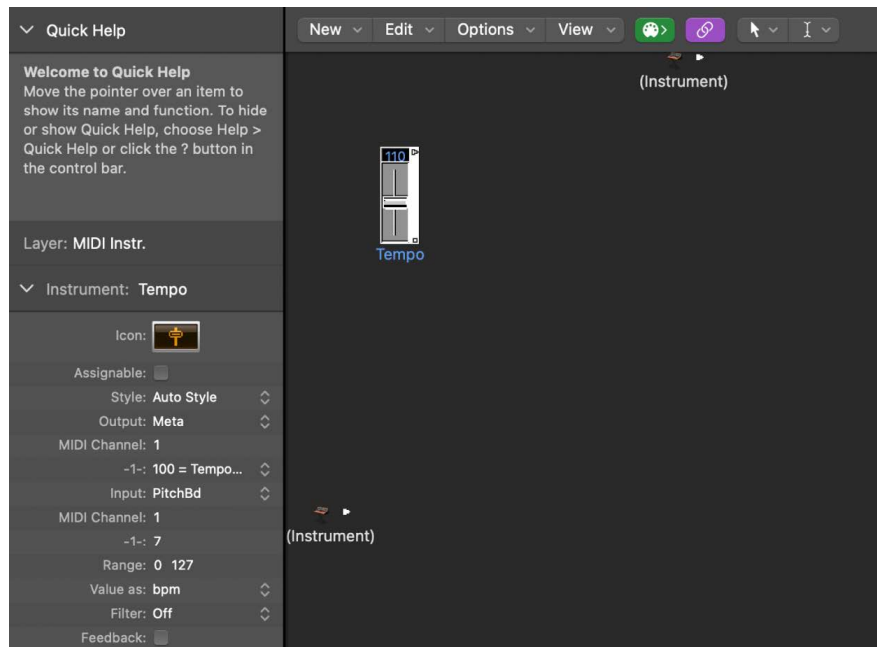 Quick Help
New Edit Options View
Welcome to Quick Help
Move the pointer over an item to
show its name and function. To hide
or show Quick Help, choose Help >
Quick Help or click the ? button in
the control bar.
(Instrument)
110
Tempo
Layer: MIDI Instr.
Instrument: Tempo
Icon:
Assignable:
Style: Auto Style
Output: Meta
MIDI Channel: 1
-1-: 100 = Tempo...
Input: PitchBd
MIDI Channel: 1
-1-: 7
Range: 0 127
Value as: bpm
Filter: Off
Feedback:
(Instrument)